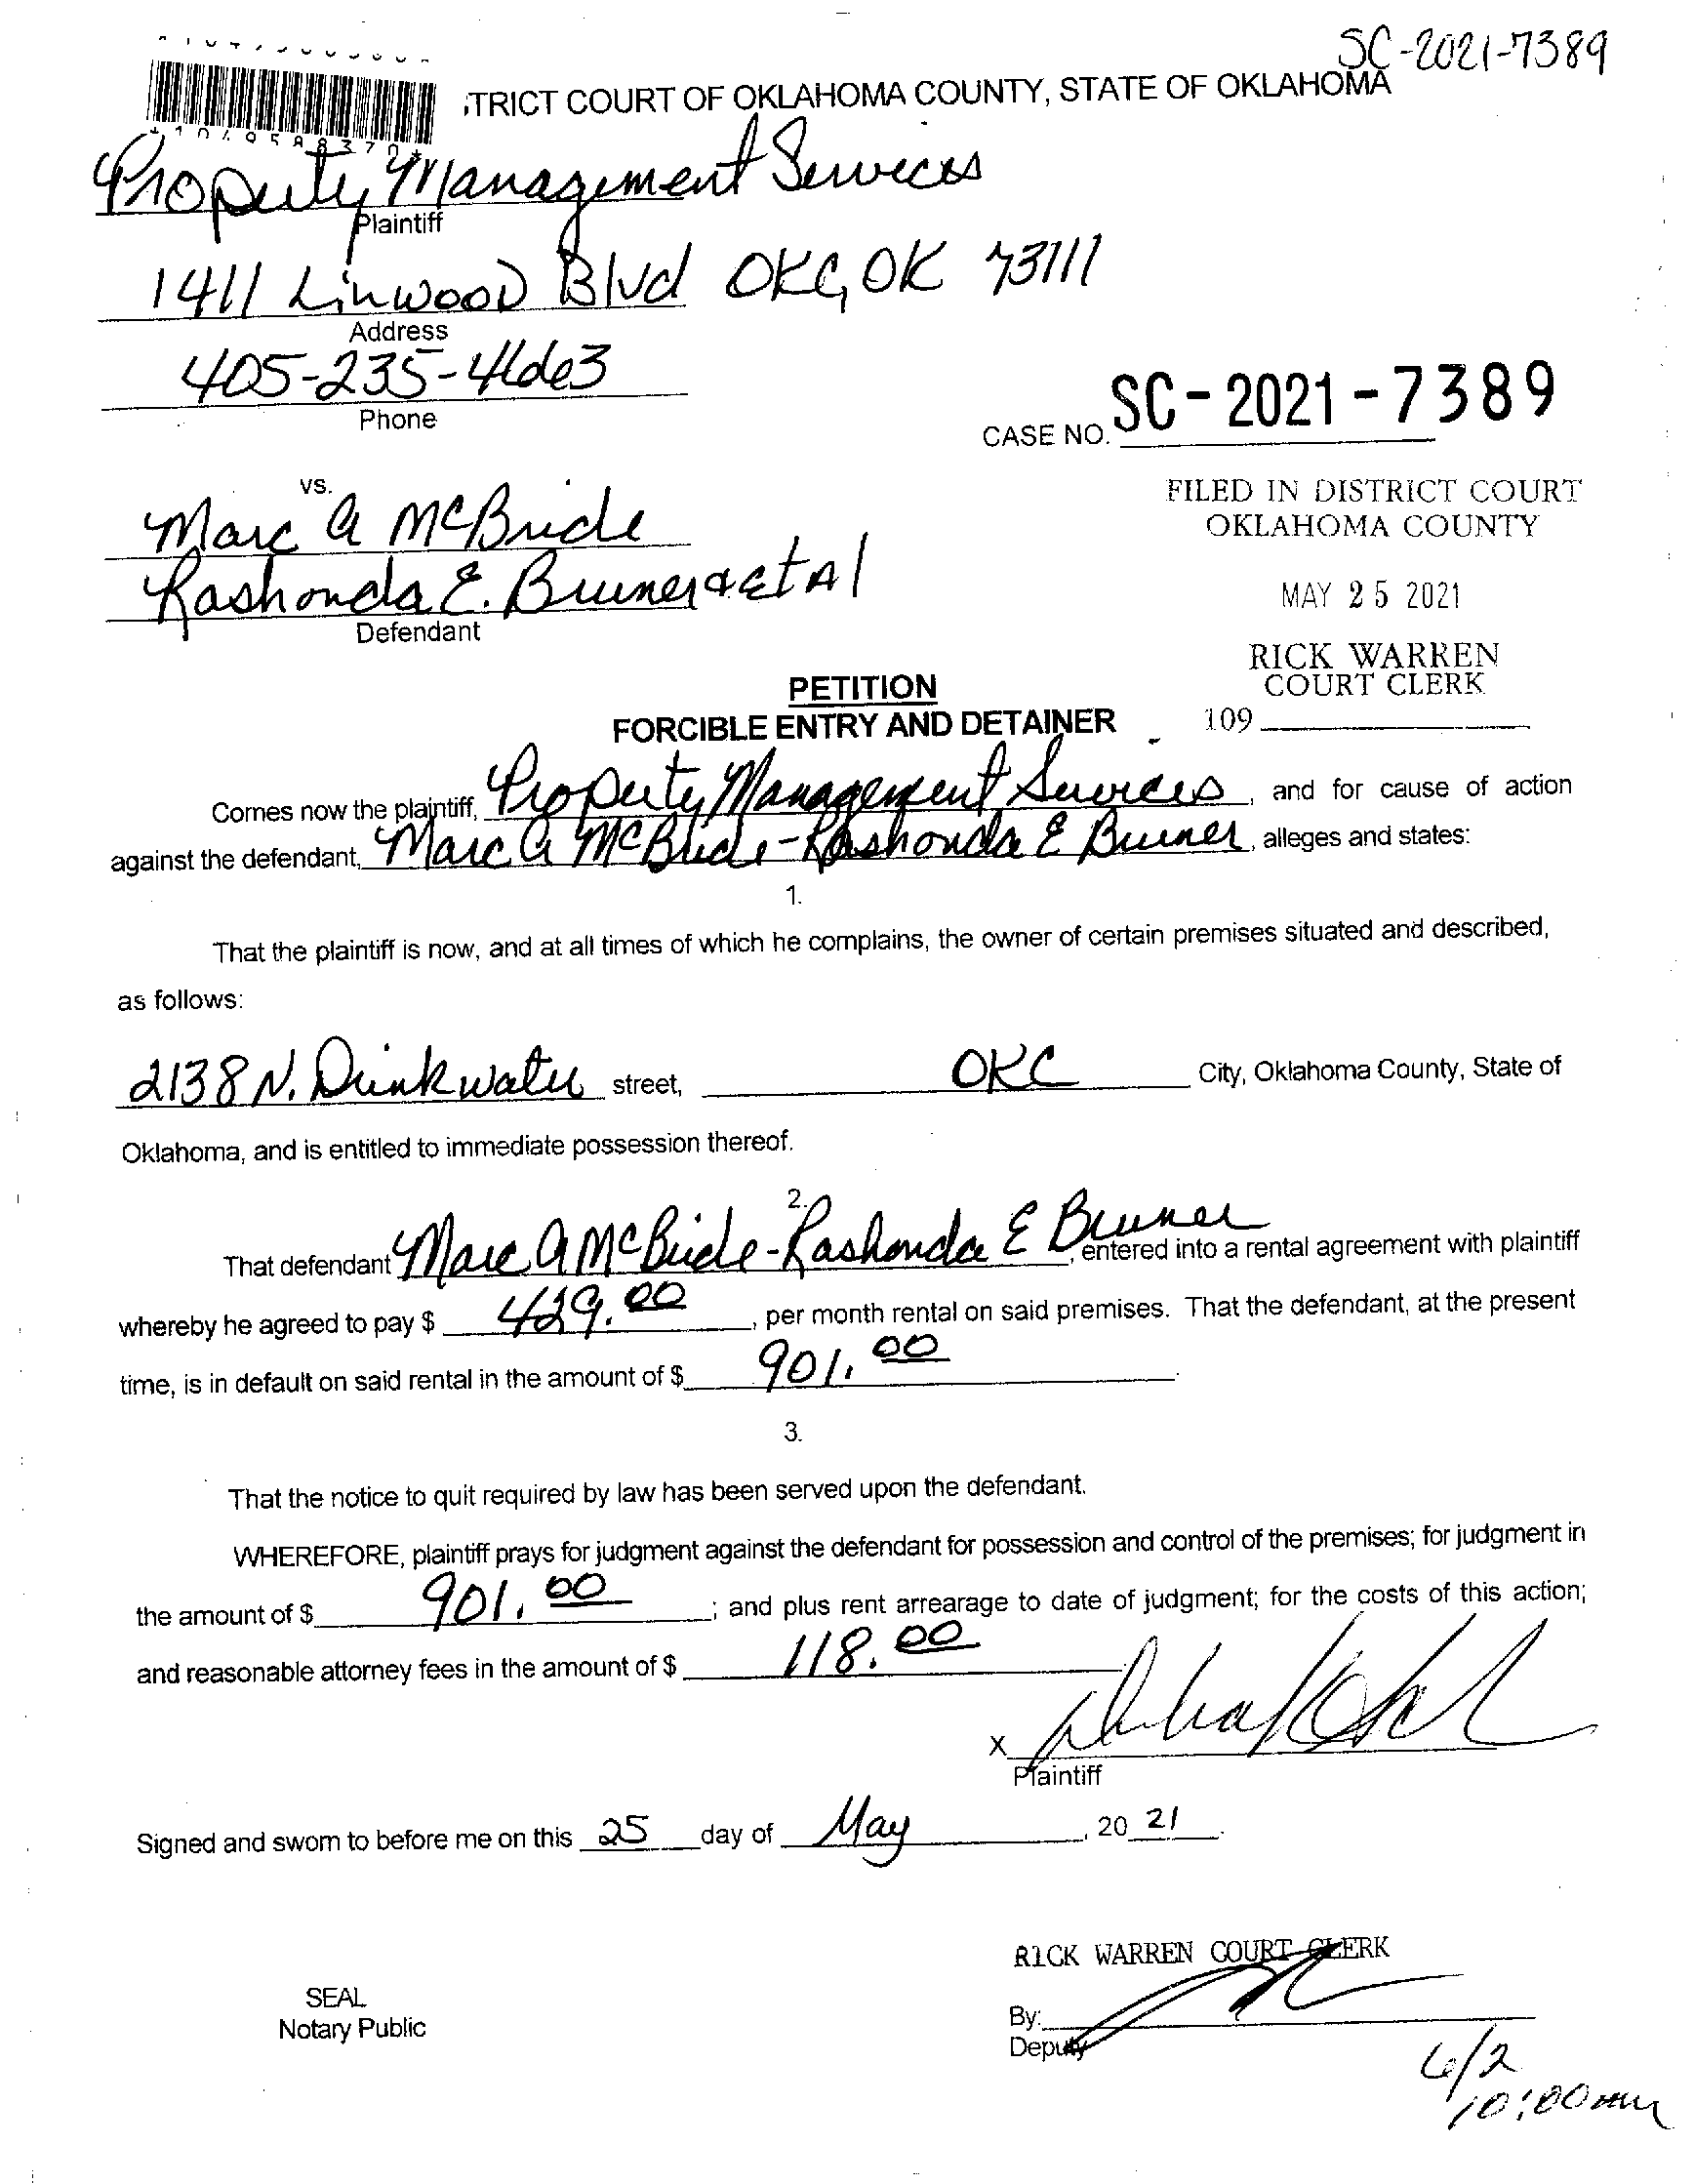 SC-2021-7389
TRICT COURT OF OKLAHOMA COUNTY, STATE OF OKLAHOMA
Property Management Services
Plaintiff
1411 Linwood Blvd OKC, OK 73111
Address
405-235-
Phone
CASE NO. SC-2021-7389
vs.
Marc A McBride
Rashonda E. Bruner & et Al
Defendant
FILED IN DISTRICT COURT
OKLAHOMA COUNTY
MAY 25 2021
RICK WARREN
COURT CLERK
109
PETITION
FORCIBLE ENTRY AND DETAINER
Comes now the plaintiff, Property Management Services, and for cause of action
against the defendant, Marc A McBride-Rashonda E Bruner, alleges and states:
1.
That the plaintiff is now, and at all times of which he complains, the owner of certain premises situated and described,
as follows:
2138 N. Drinkwater street, OKC City, Oklahoma County, State of
Oklahoma, and is entitled to immediate possession thereof.
2.
That defendant Marc A McBride-Rashonda E Bruner, entered into a rental agreement with plaintiff
whereby he agreed to pay $ 429.00, per month rental on said premises. That the defendant, at the present
time, is in default on said rental in the amount of $ 901.00.
3.
That the notice to quit required by law has been served upon the defendant.
WHEREFORE, plaintiff prays for judgment against the defendant for possession and control of the premises; for judgment in
the amount of $ 901.00; and plus rent arrearage to date of judgment; for the costs of this action;
and reasonable attorney fees in the amount of $ 118.00
X
Plaintiff
Signed and sworn to before me on this 25 day of May, 20 21.
RICK WARREN COURT CLERK
SEAL
Notary Public
By:
Deputy
6/2
10:00am